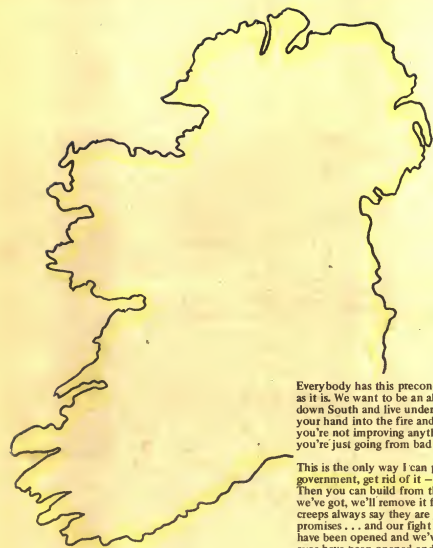 Everybody has this precon
as it is. We want to be an al
down South and live under
your hand into the fire and
you're not improving anyth
you're just going from bad
This is the only way I can p
government, get rid of it –
Then you can build from th
we've got, we'll remove it f
creeps always say they are
promises . . . and our fight
have been opened and we'v